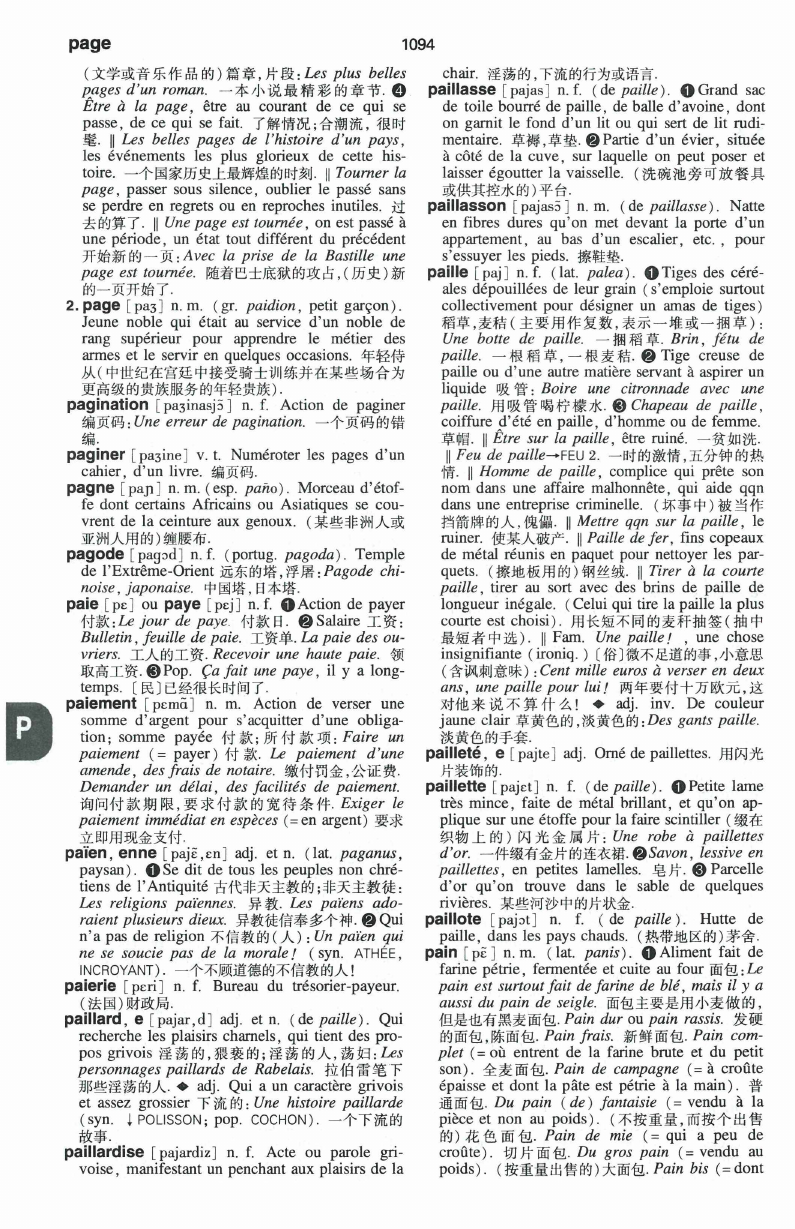 page
1094
(文学或音乐作品的)篇章,片段:Les plus belles
pages d'un roman. 一本小说最精彩的章节. ❹
Être à la page, être au courant de ce qui se
passe, de ce qui se fait. 了解情况;合潮流, 很时
髦. ‖ Les belles pages de l'histoire d'un pays,
les événements les plus glorieux de cette his-
toire. 一个国家历史上最辉煌的时刻. ‖ Tourner la
page, passer sous silence, oublier le passé sans
se perdre en regrets ou en reproches inutiles. 过
去的算了. ‖ Une page est tournée, on est passé à
une période, un état tout différent du précédent
开始新的一页:Avec la prise de la Bastille une
page est tournée. 随着巴士底狱的攻占,(历史)新
的一页开始了.
2. page [paʒ] n. m. (gr. paidion, petit garçon).
Jeune noble qui était au service d'un noble de
rang supérieur pour apprendre le métier des
armes et le servir en quelques occasions. 年轻侍
从(中世纪在宫廷中接受骑士训练并在某些场合为
更高级的贵族服务的年轻贵族).
pagination [paʒinasjɔ̃] n. f. Action de paginer
编页码:Une erreur de pagination. 一个页码的错
编.
paginer [paʒine] v. t. Numéroter les pages d'un
cahier, d'un livre. 编页码.
pagne [paɲ] n. m. (esp. paño). Morceau d'étof-
fe dont certains Africains ou Asiatiques se cou-
vrent de la ceinture aux genoux. (某些非洲人或
亚洲人用的)缠腰布.
pagode [pagɔd] n. f. (portug. pagoda). Temple
de l'Extrême-Orient 远东的塔,浮屠:Pagode chi-
noise, japonaise. 中国塔,日本塔.
paie [pɛ] ou paye [pɛj] n. f. ❶Action de payer
付款:Le jour de paye. 付款日. ❷Salaire 工资:
Bulletin, feuille de paie. 工资单. La paie des ou-
vriers. 工人的工资. Recevoir une haute paie. 领
取高工资. ❸Pop. Ça fait une paye, il y a long-
temps. [民]已经很长时间了.
paiement [pɛmɑ̃] n. m. Action de verser une
somme d'argent pour s'acquitter d'une obliga-
tion; somme payée 付款;所付款项:Faire un
paiement (= payer) 付款. Le paiement d'une
amende, des frais de notaire. 缴付罚金,公证费.
Demander un délai, des facilités de paiement.
询问付款期限,要求付款的宽待条件. Exiger le
paiement immédiat en espèces (=en argent) 要求
立即用现金支付.
païen, enne [pajɛ̃,ɛn] adj. et n. (lat. paganus,
paysan). ❶Se dit de tous les peuples non chré-
tiens de l'Antiquité 古代非天主教的;非天主教徒:
Les religions païennes. 异教. Les païens ado-
raient plusieurs dieux. 异教徒信奉多个神. ❷Qui
n'a pas de religion 不信教的(人):Un païen qui
ne se soucie pas de la morale! (syn. ATHÉE,
INCROYANT). 一个不顾道德的不信教的人!
paierie [pɛri] n. f. Bureau du trésorier-payeur.
(法国)财政局.
paillard, e [pajar,d] adj. et n. (de paille). Qui
recherche les plaisirs charnels, qui tient des pro-
pos grivois 淫荡的,猥亵的;淫荡的人,荡妇:Les
personnages paillards de Rabelais. 拉伯雷笔下
那些淫荡的人. ◆ adj. Qui a un caractère grivois
et assez grossier 下流的:Une histoire paillarde
(syn. ↓POLISSON; pop. COCHON). 一个下流的
故事.
paillardise [pajardiz] n. f. Acte ou parole gri-
voise, manifestant un penchant aux plaisirs de la
P
chair. 淫荡的,下流的行为或语言.
paillasse [pajas] n. f. (de paille). ❶Grand sac
de toile bourré de paille, de balle d'avoine, dont
on garnit le fond d'un lit ou qui sert de lit rudi-
mentaire. 草褥,草垫. ❷Partie d'un évier, située
à côté de la cuve, sur laquelle on peut poser et
laisser égoutter la vaisselle. (洗碗池旁可放餐具
或供其控水的)平台.
paillasson [pajasɔ̃] n. m. (de paillasse). Natte
en fibres dures qu'on met devant la porte d'un
appartement, au bas d'un escalier, etc., pour
s'essuyer les pieds. 擦鞋垫.
paille [paj] n. f. (lat. palea). ❶Tiges des céré-
ales dépouillées de leur grain (s'emploie surtout
collectivement pour désigner un amas de tiges)
稻草,麦秸(主要用作复数,表示一堆或一捆草):
Une botte de paille. 一捆稻草. Brin, fétu de
paille. 一根稻草,一根麦秸. ❷ Tige creuse de
paille ou d'une autre matière servant à aspirer un
liquide 吸管: Boire une citronnade avec une
paille. 用吸管喝柠檬水. ❸ Chapeau de paille,
coiffure d'été en paille, d'homme ou de femme.
草帽. ‖ Être sur la paille, être ruiné. 一贫如洗.
‖ Feu de paille→FEU 2. 一时的激情,五分钟的热
情. ‖ Homme de paille, complice qui prête son
nom dans une affaire malhonnête, qui aide qqn
dans une entreprise criminelle. (坏事中)被当作
挡箭牌的人,傀儡. ‖ Mettre qqn sur la paille, le
ruiner. 使某人破产. ‖ Paille de fer, fins copeaux
de métal réunis en paquet pour nettoyer les par-
quets. (擦地板用的)钢丝绒. ‖ Tirer à la courte
paille, tirer au sort avec des brins de paille de
longueur inégale. (Celui qui tire la paille la plus
courte est choisi). 用长短不同的麦秆抽签(抽中
最短者中选). ‖ Fam. Une paille! , une chose
insignifiante (ironiq.) [俗]微不足道的事,小意思
(含讽刺意味):Cent mille euros à verser en deux
ans, une paille pour lui! 两年要付十万欧元,这
对他来说不算什么! ◆ adj. inv. De couleur
jaune clair 草黄色的,淡黄色的:Des gants paille.
淡黄色的手套.
pailleté, e [pajte] adj. Orné de paillettes. 用闪光
片装饰的.
paillette [pajɛt] n. f. (de paille). ❶Petite lame
très mince, faite de métal brillant, et qu'on ap-
plique sur une étoffe pour la faire scintiller (缀在
织物上的)闪光金属片: Une robe à paillettes
d'or. 一件缀有金片的连衣裙. ❷Savon, lessive en
paillettes, en petites lamelles. 皂片. ❸ Parcelle
d'or qu'on trouve dans le sable de quelques
rivières. 某些河沙中的片状金.
paillote [pajɔt] n. f. (de paille). Hutte de
paille, dans les pays chauds. (热带地区的)茅舍.
pain [pɛ̃] n. m. (lat. panis). ❶Aliment fait de
farine pétrie, fermentée et cuite au four 面包:Le
pain est surtout fait de farine de blé, mais il y a
aussi du pain de seigle. 面包主要是用小麦做的,
但是也有黑麦面包. Pain dur ou pain rassis. 发硬
的面包,陈面包. Pain frais. 新鲜面包. Pain com-
plet (= où entrent de la farine brute et du petit
son). 全麦面包. Pain de campagne (= à croûte
épaisse et dont la pâte est pétrie à la main). 普
通面包. Du pain (de) fantaisie (= vendu à la
pièce et non au poids). (不按重量,而按个出售
的)花色面包. Pain de mie (= qui a peu de
croûte). 切片面包. Du gros pain (= vendu au
poids). (按重量出售的)大面包. Pain bis (=dont